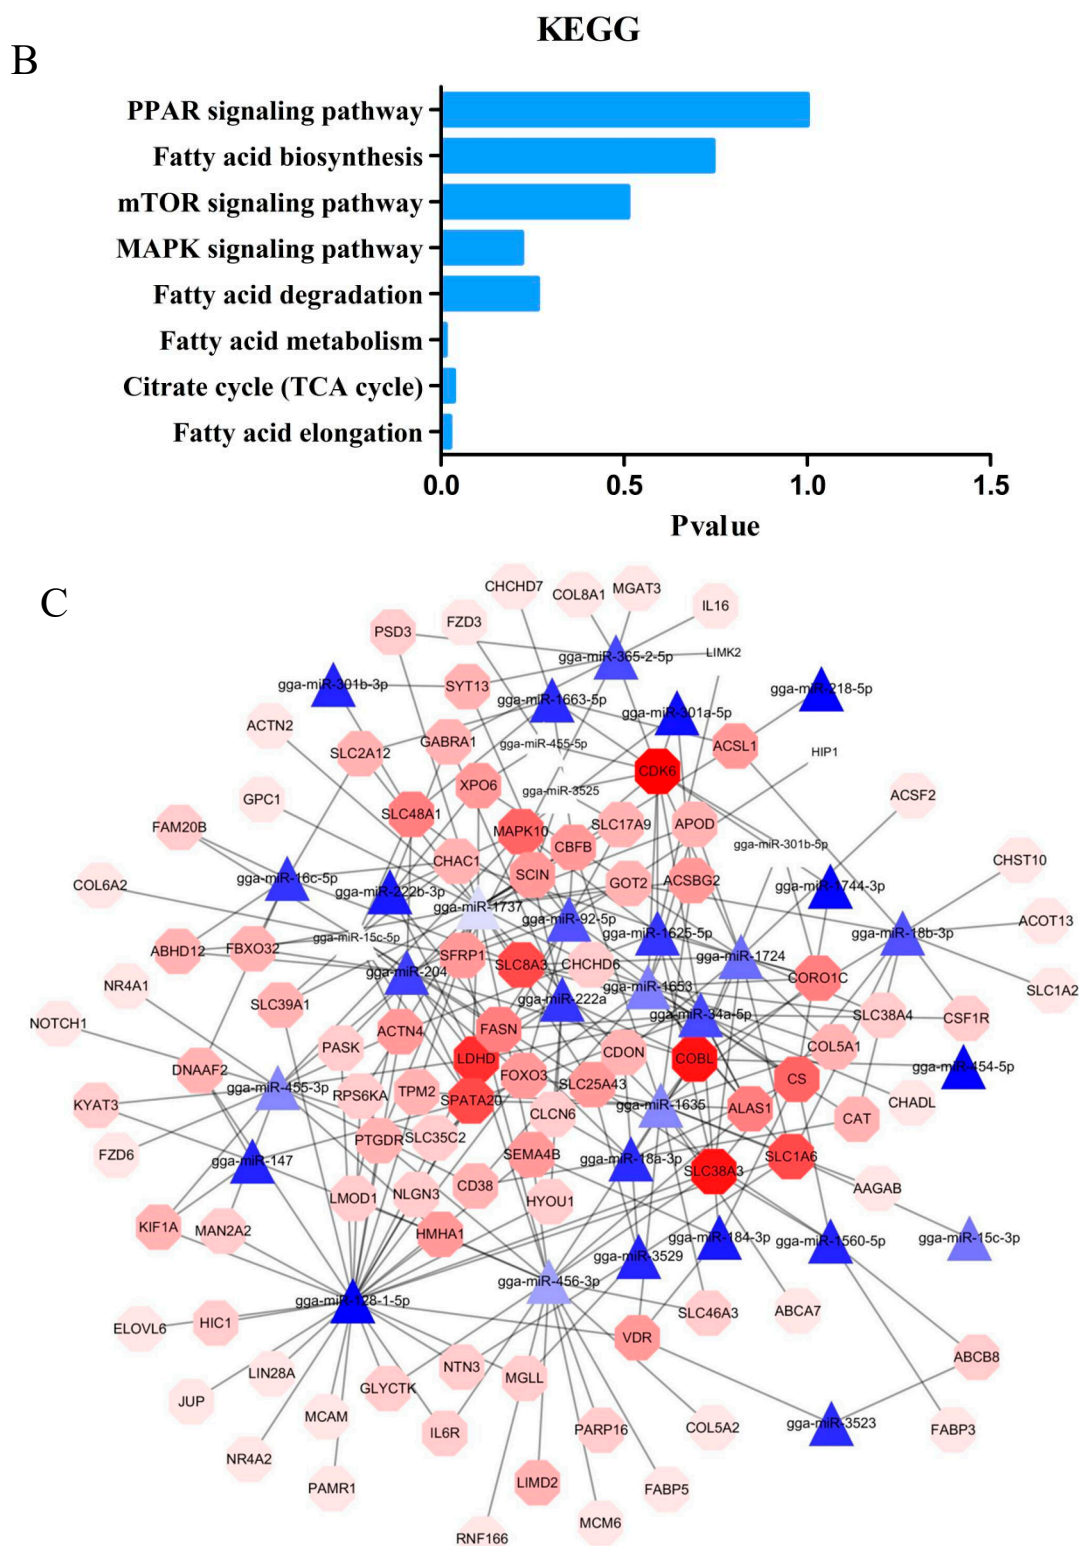 KEGG
B
PPAR signaling pathway
Fatty acid biosynthesis
mTOR signaling pathway
MAPK signaling pathway
Fatty acid degradation
Fatty acid metabolism
Citrate cycle (TCA cycle)
Fatty acid elongation
0.0 0.5 1.0 1.5
Pvalue
C
CHCHD7
COL8A1
MGAT3
IL16
FZD3
PSD3
LIMK2
gga-miR-365-2-5p
gga-miR-301b-3p
SYT13
gga-miR-218-5p
gga-miR-1663-5p
gga-miR-301a-5p
ACTN2
SLC2A12
GABRA1
gga-miR-455-5p
ACSL1
HIP1
CDK6
XPO6
gga-miR-3525
ACSF2
GPC1
SLC48A1
FAM20B
MAPK10
SLC17A9
APOD
CBFB
gga-miR-301b-5p
CHST10
CHAC1
SCIN
GOT2
ACSBG2
COL6A2
gga-miR-16c-5p
gga-miR-222b-3p
gga-miR-1744-3p
gga-miR-1737
gga-miR-92-5p
ACOT13
gga-miR-15c-5p
gga-miR-1625-5p
gga-miR-18b-3p
ABHD12
FBXO32
SFRP1
SLC8A3
CHCHD6
gga-miR-1724
gga-miR-204
CORO1C
NR4A1
SLC1A2
gga-miR-1653
SLC39A1
gga-miR-222a
gga-miR-34a-5p
SLC38A4
CSF1R
NOTCH1
ACTN4
FASN
PASK
COL5A1
CDON
DNAAF2
LDHD
COBL
gga-miR-454-5p
FOXO3
CS
gga-miR-455-3p
SLC25A43
RPS6KA
TPM2
SPATA20
KYAT3
CLCN6
gga-miR-1635
ALAS1
CAT
CHADL
PTGDR
SLC35C2
FZD6
SEMA4B
gga-miR-147
gga-miR-18a-3p
SLC1A6
SLC38A3
CD38
AAGAB
LMOD1
NLGN3
HYOU1
KIF1A
MAN2A2
HMHA1
gga-miR-184-3p
gga-miR-1560-5p
gga-miR-15c-3p
gga-miR-3529
gga-miR-456-3p
gga-miR-128-1-5p
SLC46A3
ABCA7
ELOVL6
HIC1
VDR
ABCB8
LIN28A
NTN3
MGLL
GLYCTK
JUP
MCAM
gga-miR-3523
PARP16
COL5A2
FABP3
IL6R
NR4A2
PAMR1
LIMD2
FABP5
MCM6
RNF166